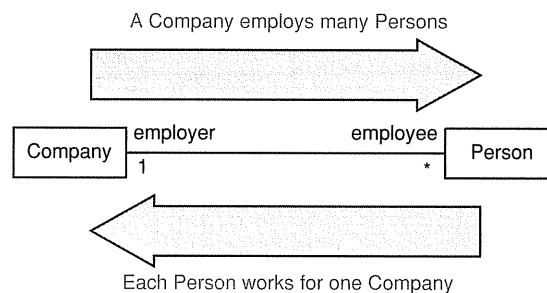 A Company employs many Persons
employer employee
Company Person
1 *
Each Person works for one Company